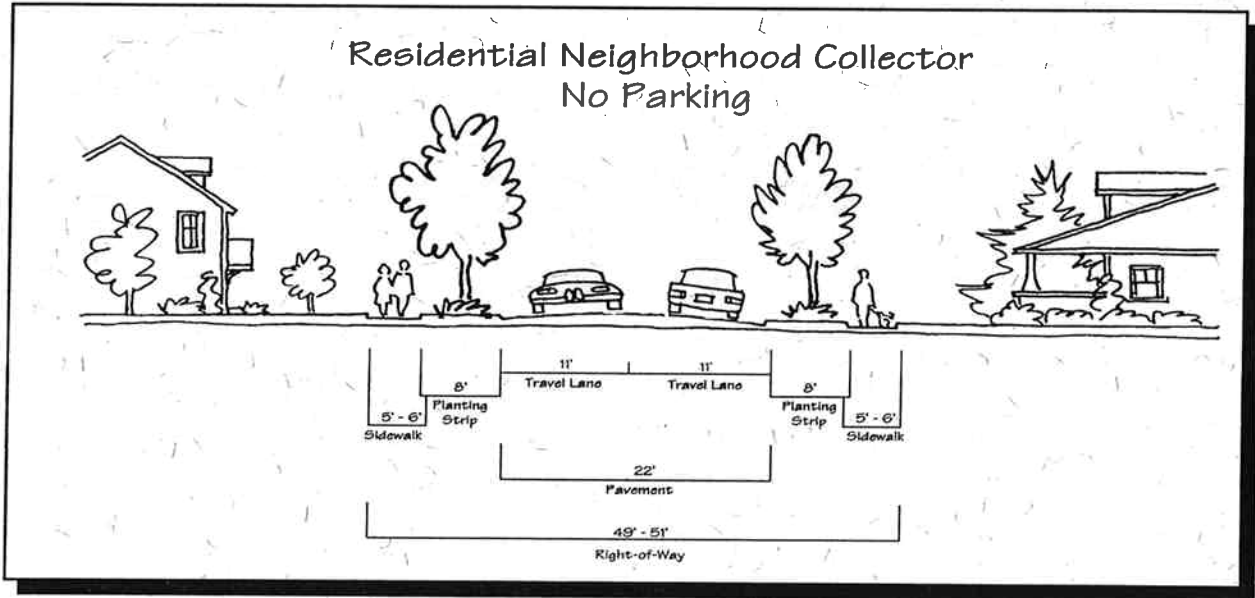 Residential Neighborhood Collector
No Parking
11'
Travel Lane
11'
Travel Lane
8'
Planting
Strip
8'
Planting
Strip
5' - 6'
Sidewalk
5' - 6'
Sidewalk
22'
Pavement
49' - 51'
Right-of-Way